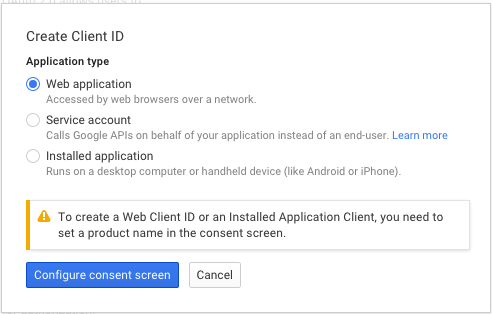 Create Client ID
Application type
Web application
Accessed by web browsers over a network.
Service account
Calls Google APIs on behalf of your application instead of an end-user. Learn more
Installed application
Runs on a desktop computer or handheld device (like Android or iPhone).
To create a Web Client ID or an Installed Application Client, you need to
set a product name in the consent screen.
Configure consent screen Cancel